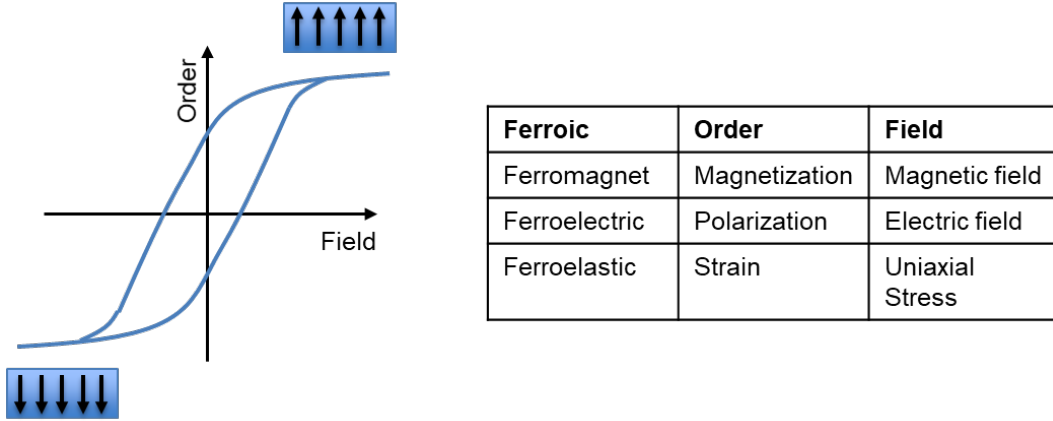 Order
Field
Ferroic Order Field
Ferromagnet Magnetization Magnetic field
Ferroelectric Polarization Electric field
Ferroelastic Strain Uniaxial
Stress